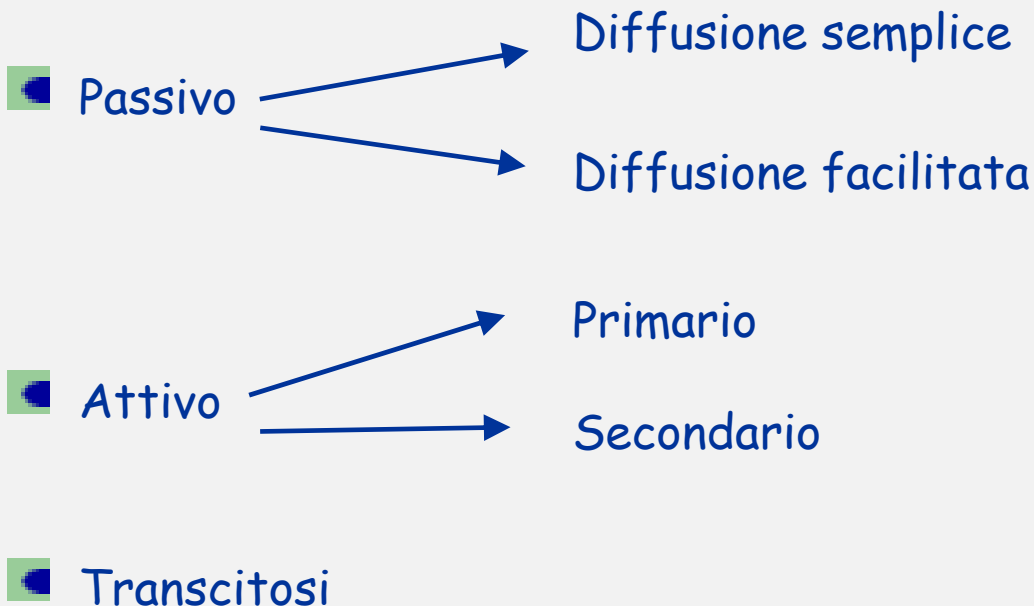 Diffusione semplice
Passivo
Diffusione facilitata
Primario
Attivo
Secondario
Transcitosi